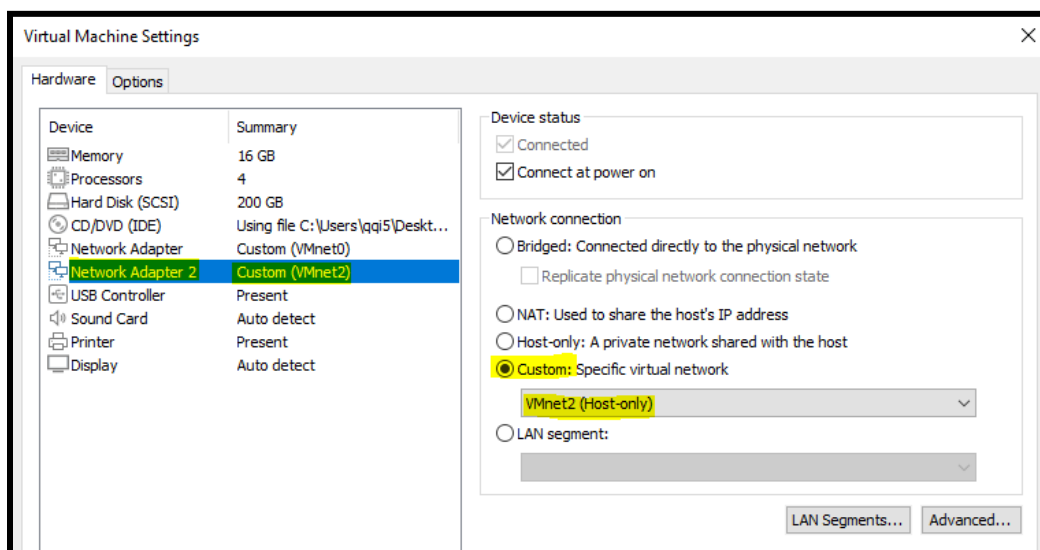 Virtual Machine Settings
Hardware Options
Device Summary
Memory 16 GB
Processors 4
Hard Disk (SCSI) 200 GB
CD/DVD (IDE) Using file C:\Users\qqi5\Deskt...
Network Adapter Custom (VMnet0)
Network Adapter 2 Custom (VMnet2)
USB Controller Present
Sound Card Auto detect
Printer Present
Display Auto detect
Device status
Connected
Connect at power on
Network connection
Bridged: Connected directly to the physical network
Replicate physical network connection state
NAT: Used to share the host's IP address
Host-only: A private network shared with the host
Custom: Specific virtual network
VMnet2 (Host-only)
LAN segment:
LAN Segments... Advanced...